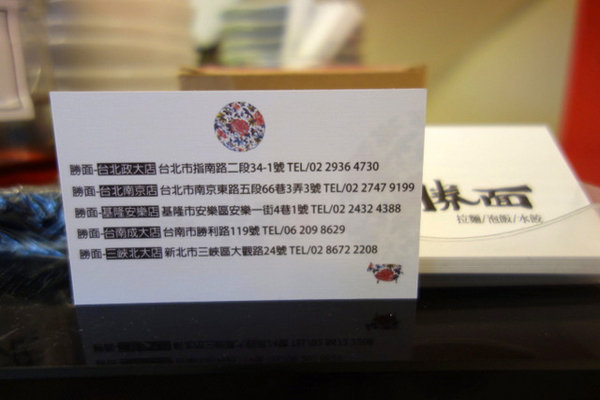 勝面-台北政大店 台北市指南路二段34-1號 TEL/02 2936 4730
勝面-台北南京店 台北市南京東路五段66巷3弄3號 TEL/02 2747 9199
勝面-基隆安樂店 基隆市安樂區安樂一街4巷1號 TEL/02 2432 4388
勝面-台南成大店 台南市勝利路119號 TEL/06 209 8629
勝面-三峽北大店 新北市三峽區大觀路24號 TEL/02 8672 2208
勝面
拉麵/泡飯/水餃